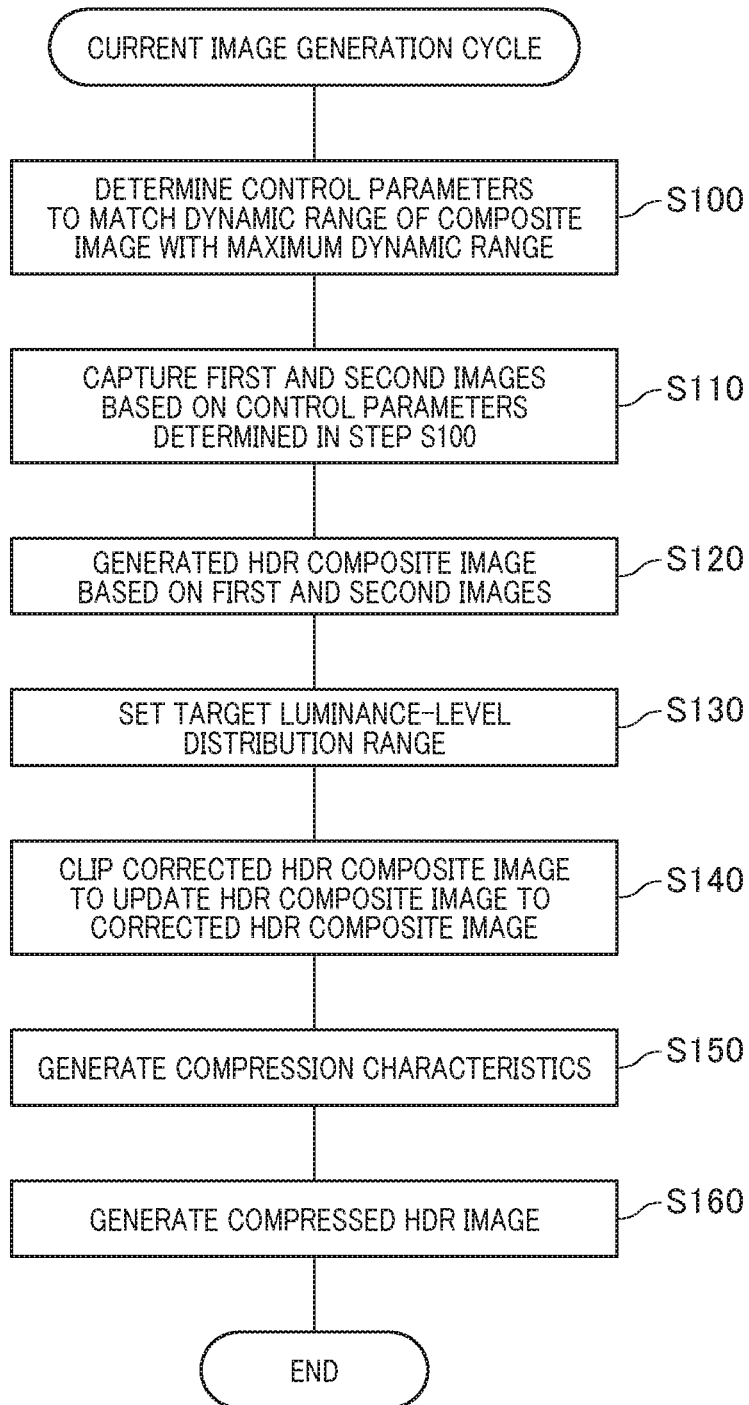 CURRENT IMAGE GENERATION CYCLE
DETERMINE CONTROL PARAMETERS
TO MATCH DYNAMIC RANGE OF COMPOSITE
IMAGE WITH MAXIMUM DYNAMIC RANGE
S100
CAPTURE FIRST AND SECOND IMAGES
BASED ON CONTROL PARAMETERS
DETERMINED IN STEP S100
S110
GENERATED HDR COMPOSITE IMAGE
BASED ON FIRST AND SECOND IMAGES
S120
SET TARGET LUMINANCE-LEVEL
DISTRIBUTION RANGE
S130
CLIP CORRECTED HDR COMPOSITE IMAGE
TO UPDATE HDR COMPOSITE IMAGE TO
CORRECTED HDR COMPOSITE IMAGE
S140
GENERATE COMPRESSION CHARACTERISTICS
S150
GENERATE COMPRESSED HDR IMAGE
S160
END